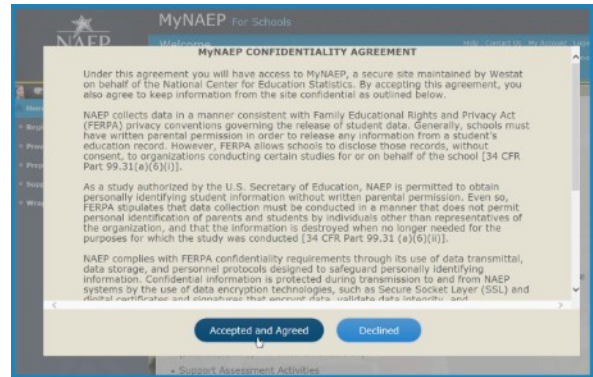 MyNAEP For Schools
NAEP
Welcome
Help Contact Us My Account
MyNAEP CONFIDENTIALITY AGREEMENT
Under this agreement you will have access to MyNAEP, a secure site maintained by Westat
on behalf of the National Center for Education Statistics. By accepting this agreement, you
also agree to keep information from the site confidential as outlined below.
NAEP collects data in a manner consistent with Family Educational Rights and Privacy Act
(FERPA) privacy conventions governing the release of student data. Generally, schools must
have written parental permission in order to release any information from a student's
education record. However, FERPA allows schools to disclose those records, without
consent, to organizations conducting certain studies for or on behalf of the school [34 CFR
Part 99.31(a)(6)(i)].
As a study authorized by the U.S. Secretary of Education, NAEP is permitted to obtain
personally identifying student information without written parental permission. Even so,
FERPA stipulates that data collection must be conducted in a manner that does not permit
personal identification of parents and students by individuals other than representatives of
the organization, and that the information is destroyed when no longer needed for the
purposes for which the study was conducted [34 CFR Part 99.31 (a)(6)(ii)].
NAEP complies with FERPA confidentiality requirements through its use of data transmittal,
data storage, and personnel protocols designed to safeguard personally identifying
information. Confidential information is protected during transmission to and from NAEP
systems by the use of data encryption technologies, such as Secure Socket Layer (SSL) and
digital certificates and signatures that encrypt data, validate data integrity, and
Accepted and Agreed
Declined
• Support Assessment Activities